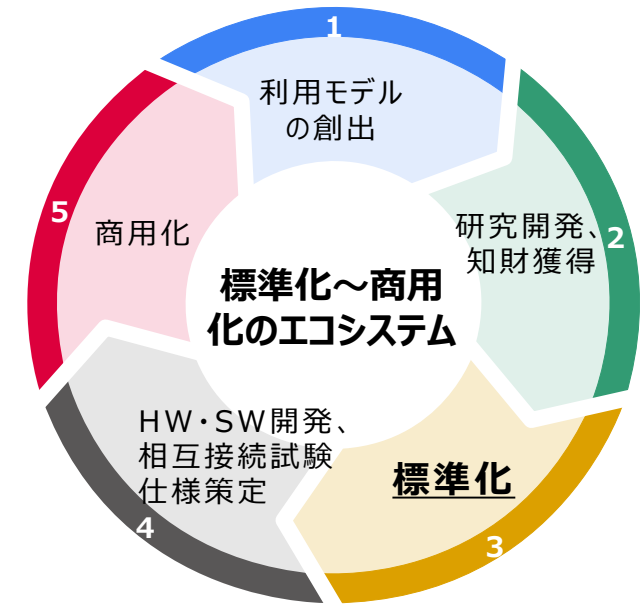 1
利用モデル
の創出
2
研究開発、
知財獲得
3
標準化
4
HW・SW開発、
相互接続試験
仕様策定
5
商用化
標準化～商用
化のエコシステム